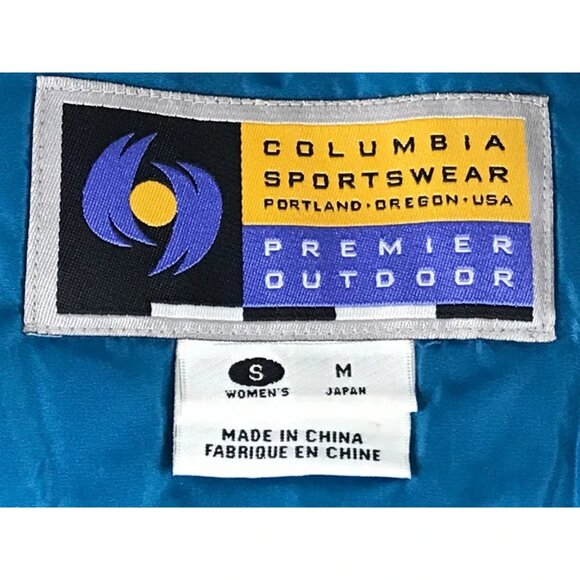 COLUMBIA
SPORTSWEAR
PORTLAND • OREGON • USA
PREMIER
OUTDOOR
S M
WOMEN'S JAPAN
MADE IN CHINA
FABRIQUE EN CHINE